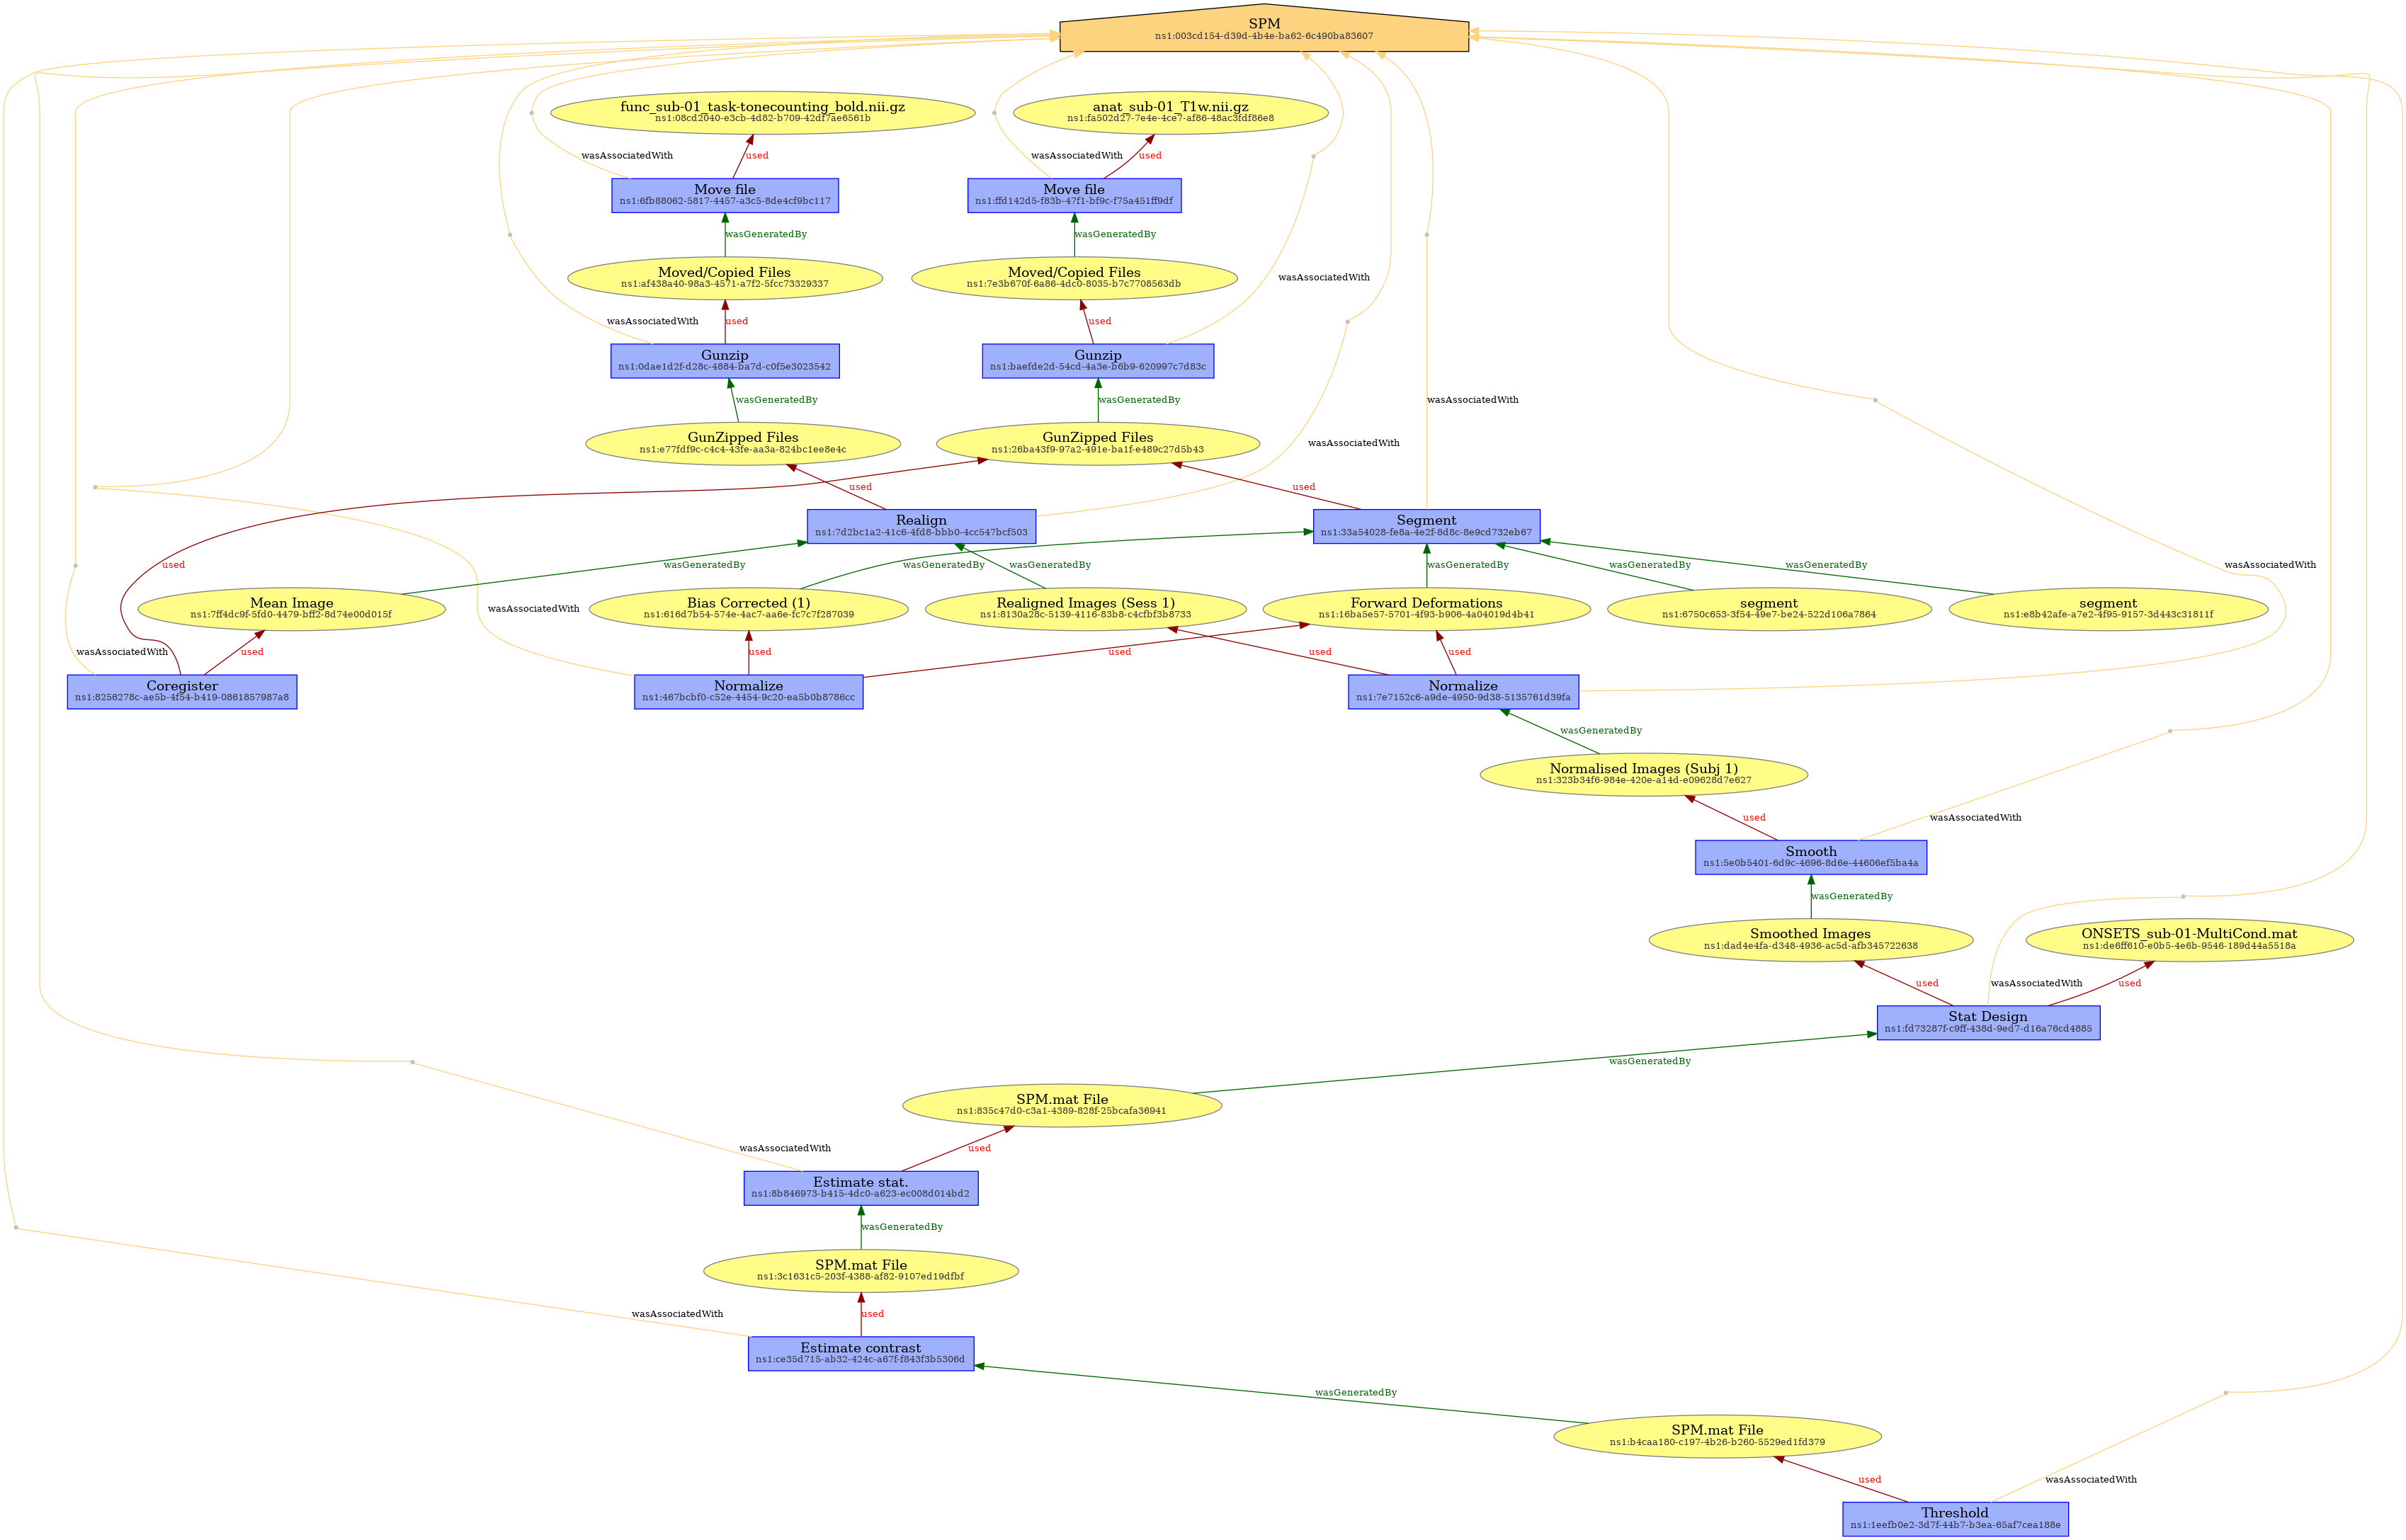 SPM
ns1:003cd154-d39d-4b4e-ba62-6c490ba83607
func_sub-01_task-tonecounting_bold.nii.gz
ns1:08cd2040-e3cb-4d82-b709-42df7ae6561b
anat_sub-01_T1w.nii.gz
ns1:fa502d27-7e4e-4ce7-af86-48ac3fdf86e8
wasAssociatedWith
used
wasAssociatedWith
used
Move file
ns1:6fb88062-5817-4457-a3c5-8de4cf9bc117
Move file
ns1:ffd142d5-f83b-47f1-bf9c-f75a451ff9df
wasGeneratedBy
wasGeneratedBy
Moved/Copied Files
ns1:af438a40-98a3-4571-a7f2-5fcc73329337
Moved/Copied Files
ns1:7e3b670f-6a86-4dc0-8035-b7c7708563db
wasAssociatedWith
wasAssociatedWith
used
used
Gunzip
ns1:0dae1d2f-d28c-4884-ba7d-c0f5e3023542
Gunzip
ns1:baefde2d-54cd-4a3e-b6b9-620997c7d83c
wasGeneratedBy
wasGeneratedBy
wasAssociatedWith
GunZipped Files
ns1:e77fdf9c-c4c4-43fe-aa3a-824bc1ee8e4c
GunZipped Files
ns1:26ba43f9-97a2-491e-ba1f-e489c27d5b43
wasAssociatedWith
used
used
Realign
ns1:7d2bc1a2-41c6-4fd8-bbb0-4cc547bcf503
Segment
ns1:33a54028-fe8a-4e2f-8d8c-8e9cd732eb67
used
wasGeneratedBy
wasGeneratedBy
wasGeneratedBy
wasGeneratedBy
wasGeneratedBy
wasGeneratedBy
wasAssociatedWith
Mean Image
ns1:7ff4dc9f-5fd0-4479-bff2-8d74e00d015f
wasAssociatedWith
Bias Corrected (1)
ns1:616d7b54-574e-4ac7-aa6e-fc7c7f287039
Realigned Images (Sess 1)
ns1:8130a28c-5139-4116-83b8-c4cfbf3b8733
Forward Deformations
ns1:16ba5e57-5701-4f93-b906-4a04019d4b41
segment
ns1:6750c653-3f54-49e7-be24-522d106a7864
segment
ns1:e8b42afe-a7e2-4f95-9157-3d443c31811f
wasAssociatedWith
used
used
used
used
used
Coregister
ns1:8256278c-ae5b-4f54-b419-0861857987a8
Normalize
ns1:467bcbf0-c52e-4454-9c20-ea5b0b8786cc
Normalize
ns1:7e7152c6-a9de-4950-9d38-5135761d39fa
wasGeneratedBy
Normalised Images (Subj 1)
ns1:323b34f6-984e-420e-a14d-e09628d7e627
used
wasAssociatedWith
Smooth
ns1:5e0b5401-6d9c-4696-8d6e-44606ef5ba4a
wasGeneratedBy
Smoothed Images
ns1:dad4e4fa-d348-4936-ac5d-afb345722638
ONSETS_sub-01-MultiCond.mat
ns1:de6ff610-e0b5-4e6b-9546-189d44a5518a
used
wasAssociatedWith
used
Stat Design
ns1:fd73287f-c9ff-438d-9ed7-d16a76cd4885
wasGeneratedBy
SPM.mat File
ns1:835c47d0-c3a1-4389-828f-25bcafa36941
wasAssociatedWith
used
Estimate stat.
ns1:8b846973-b415-4dc0-a623-ec008d014bd2
wasGeneratedBy
SPM.mat File
ns1:3c1631c5-203f-4388-af82-9107ed19dfbf
wasAssociatedWith
used
Estimate contrast
ns1:ce35d715-ab32-424c-a67f-f843f3b5306d
wasGeneratedBy
SPM.mat File
ns1:b4caa180-c197-4b26-b260-5529ed1fd379
used
wasAssociatedWith
Threshold
ns1:1eefb0e2-3d7f-44b7-b3ea-65af7cea188e